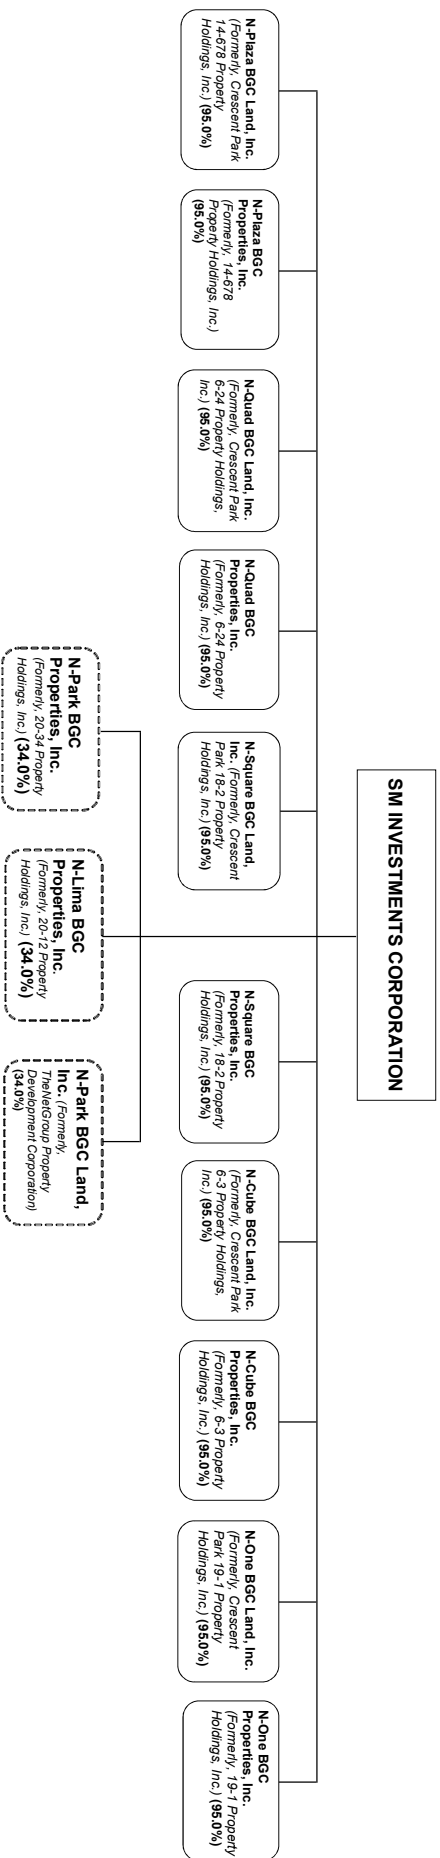 SM INVESTMENTS CORPORATION
N-Plaza BGC Land, Inc.
(Formerly, Crescent Park
14-678 Property
Holdings, Inc.) (95.0%)
N-Plaza BGC
Properties, Inc.
(Formerly, 14-678
Property Holdings, Inc.)
(95.0%)
N-Quad BGC Land, Inc.
(Formerly, Crescent Park
6-24 Property Holdings,
Inc.) (95.0%)
N-Quad BGC
Properties, Inc.
(Formerly, 6-24 Property
Holdings, Inc.) (95.0%)
N-Square BGC Land,
Inc. (Formerly, Crescent
Park 18-2 Property
Holdings, Inc.) (95.0%)
N-Square BGC
Properties, Inc.
(Formerly, 18-2 Property
Holdings, Inc.) (95.0%)
N-Cube BGC Land, Inc.
(Formerly, Crescent Park
6-3 Property Holdings,
Inc.) (95.0%)
N-Cube BGC
Properties, Inc.
(Formerly, 6-3 Property
Holdings, Inc.) (95.0%)
N-One BGC Land, Inc.
(Formerly, Crescent
Park 19-1 Property
Holdings, Inc.) (95.0%)
N-One BGC
Properties, Inc.
(Formerly, 19-1 Property
Holdings, Inc.) (95.0%)
N-Park BGC
Properties, Inc.
(Formerly, 20-34 Property
Holdings, Inc.) (34.0%)
N-Lima BGC
Properties, Inc.
(Formerly, 20-12 Property
Holdings, Inc.) (34.0%)
N-Park BGC Land,
Inc. (Formerly,
TheNetGroup Property
Development Corporation)
(34.0%)